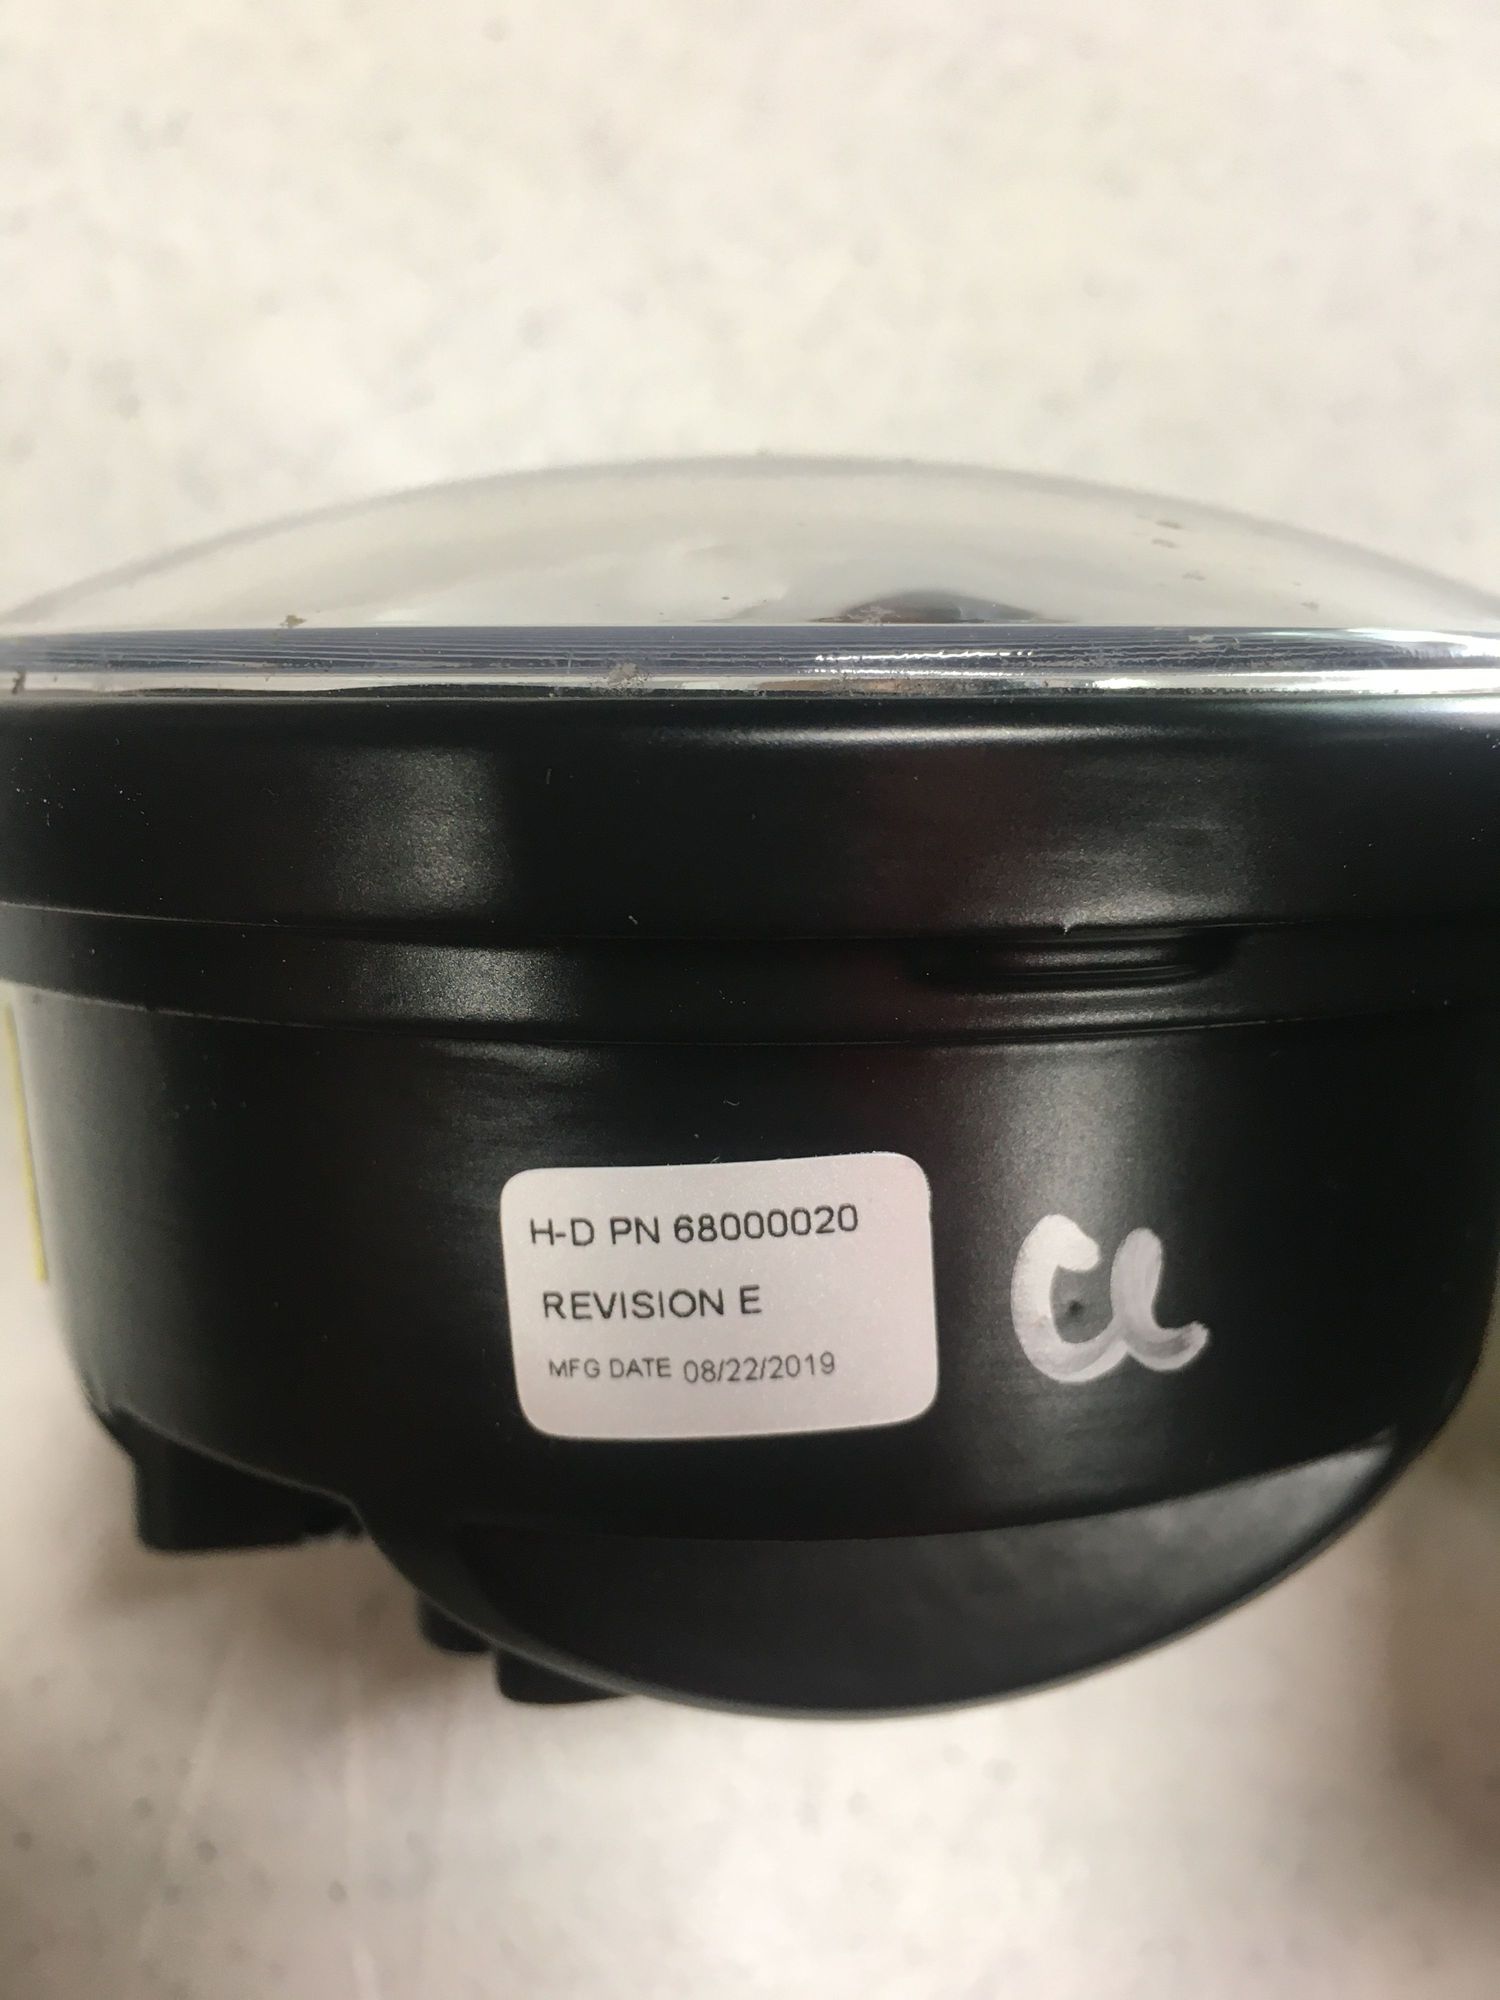 H-D PN 68000020
REVISION E
MFG DATE 08/22/2019